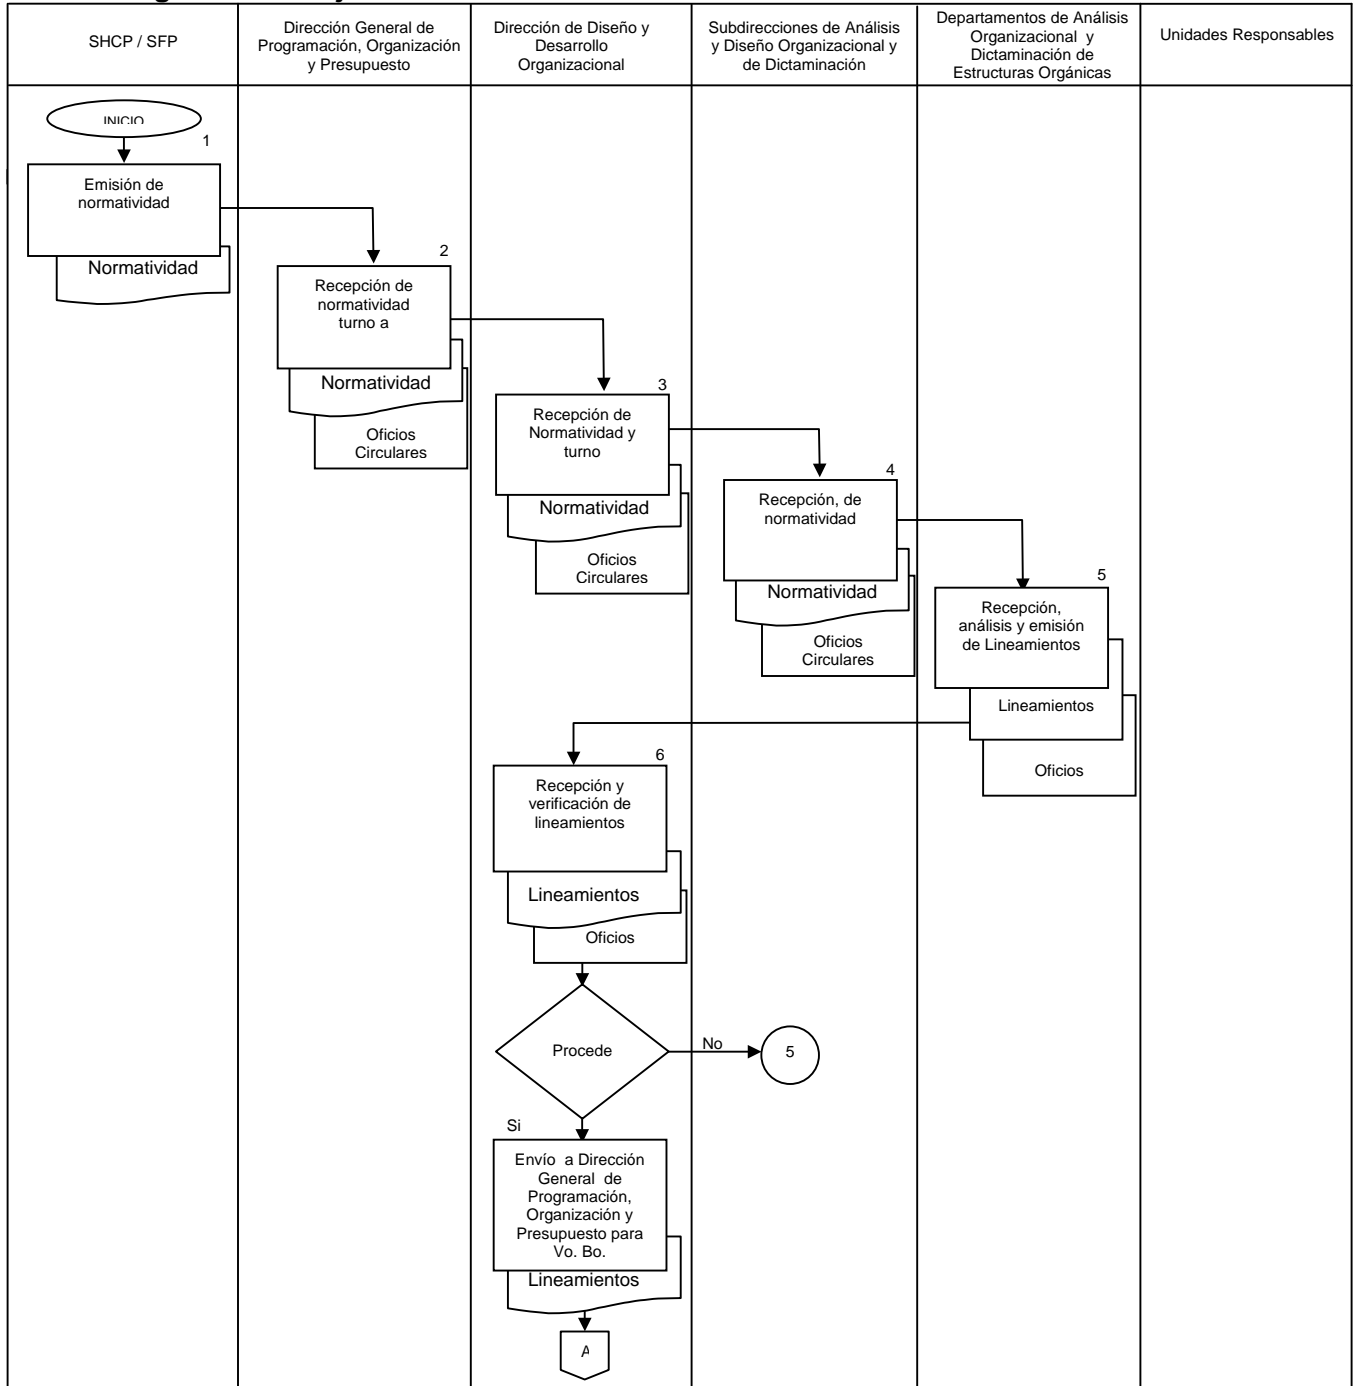 SHCP / SFP
Dirección General de
Programación, Organización
y Presupuesto
Dirección de Diseño y
Desarrollo
Organizacional
Subdirecciones de Análisis
y Diseño Organizacional y
de Dictaminación
Departamentos de Análisis
Organizacional y
Dictaminación de
Estructuras Orgánicas
Unidades Responsables
INICIO
1
Emisión de
normatividad
Normatividad
2
Recepción de
normatividad
turno a
Normatividad
Oficios
Circulares
3
Recepción de
Normatividad y
turno
Normatividad
Oficios
Circulares
4
Recepción, de
normatividad
Normatividad
Oficios
Circulares
5
Recepción,
análisis y emisión
de Lineamientos
Lineamientos
Oficios
6
Recepción y
verificación de
lineamientos
Lineamientos
Oficios
Procede
No
5
Si
Envío a Dirección
General de
Programación,
Organización y
Presupuesto para
Vo. Bo.
Lineamientos
A